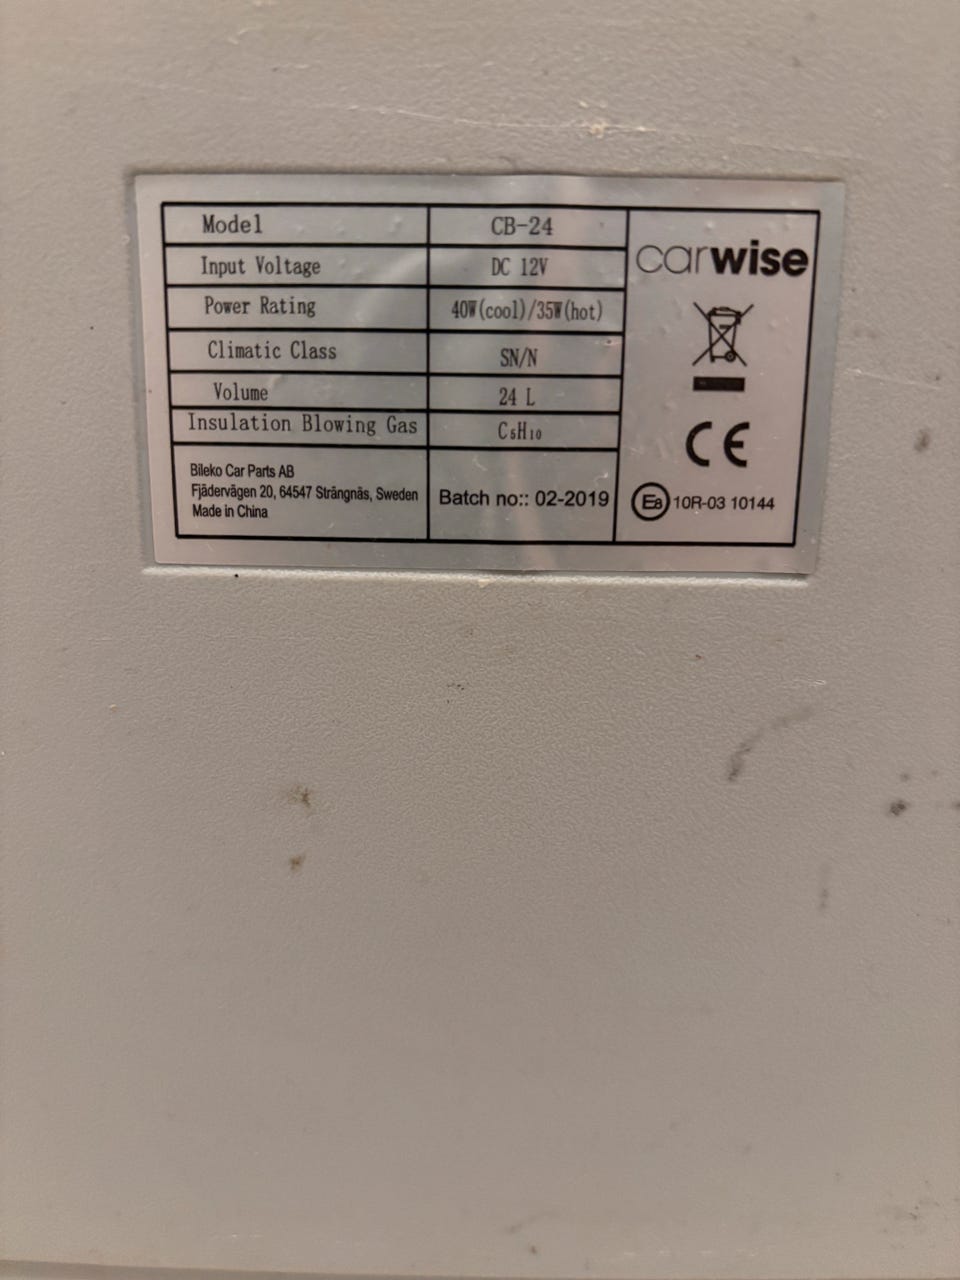 Model CB-24
Input Voltage DC 12V
Power Rating 40W(cool)/35W(hot)
Climatic Class SN/N
Volume 24 L
Insulation Blowing Gas C₅H₁₀
Bileko Car Parts AB
Fjädervägen 20, 64547 Strängnäs, Sweden
Made in China
Batch no:: 02-2019
carwise
CE
E8 10R-03 10144